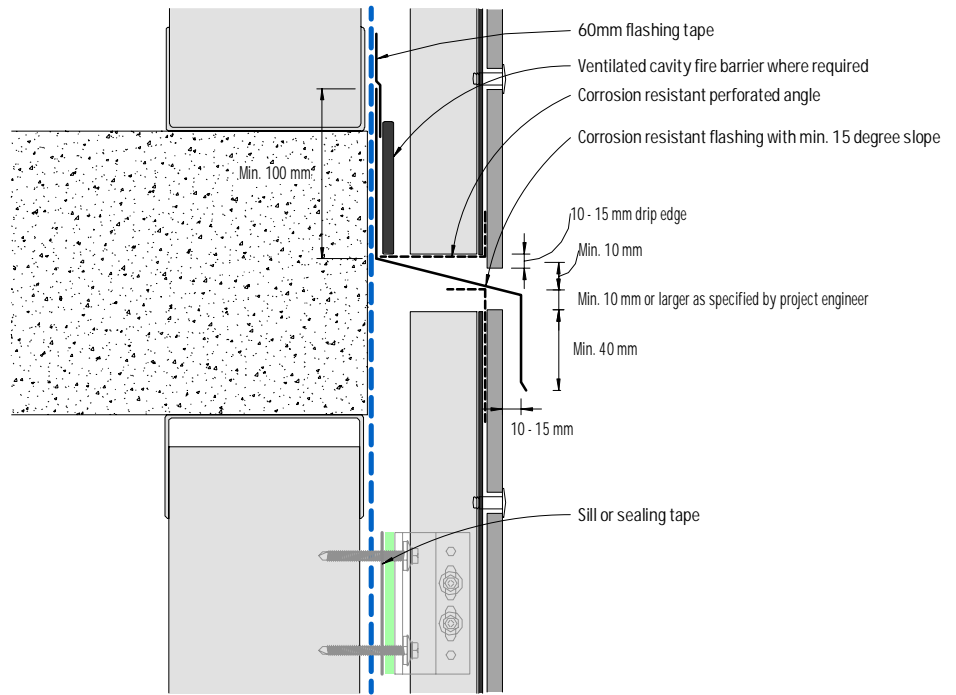 60mm flashing tape
Ventilated cavity fire barrier where required
Corrosion resistant perforated angle
Corrosion resistant flashing with min. 15 degree slope
Min. 100 mm
10 - 15 mm drip edge
Min. 10 mm
Min. 10 mm or larger as specified by project engineer
Min. 40 mm
10 - 15 mm
Sill or sealing tape